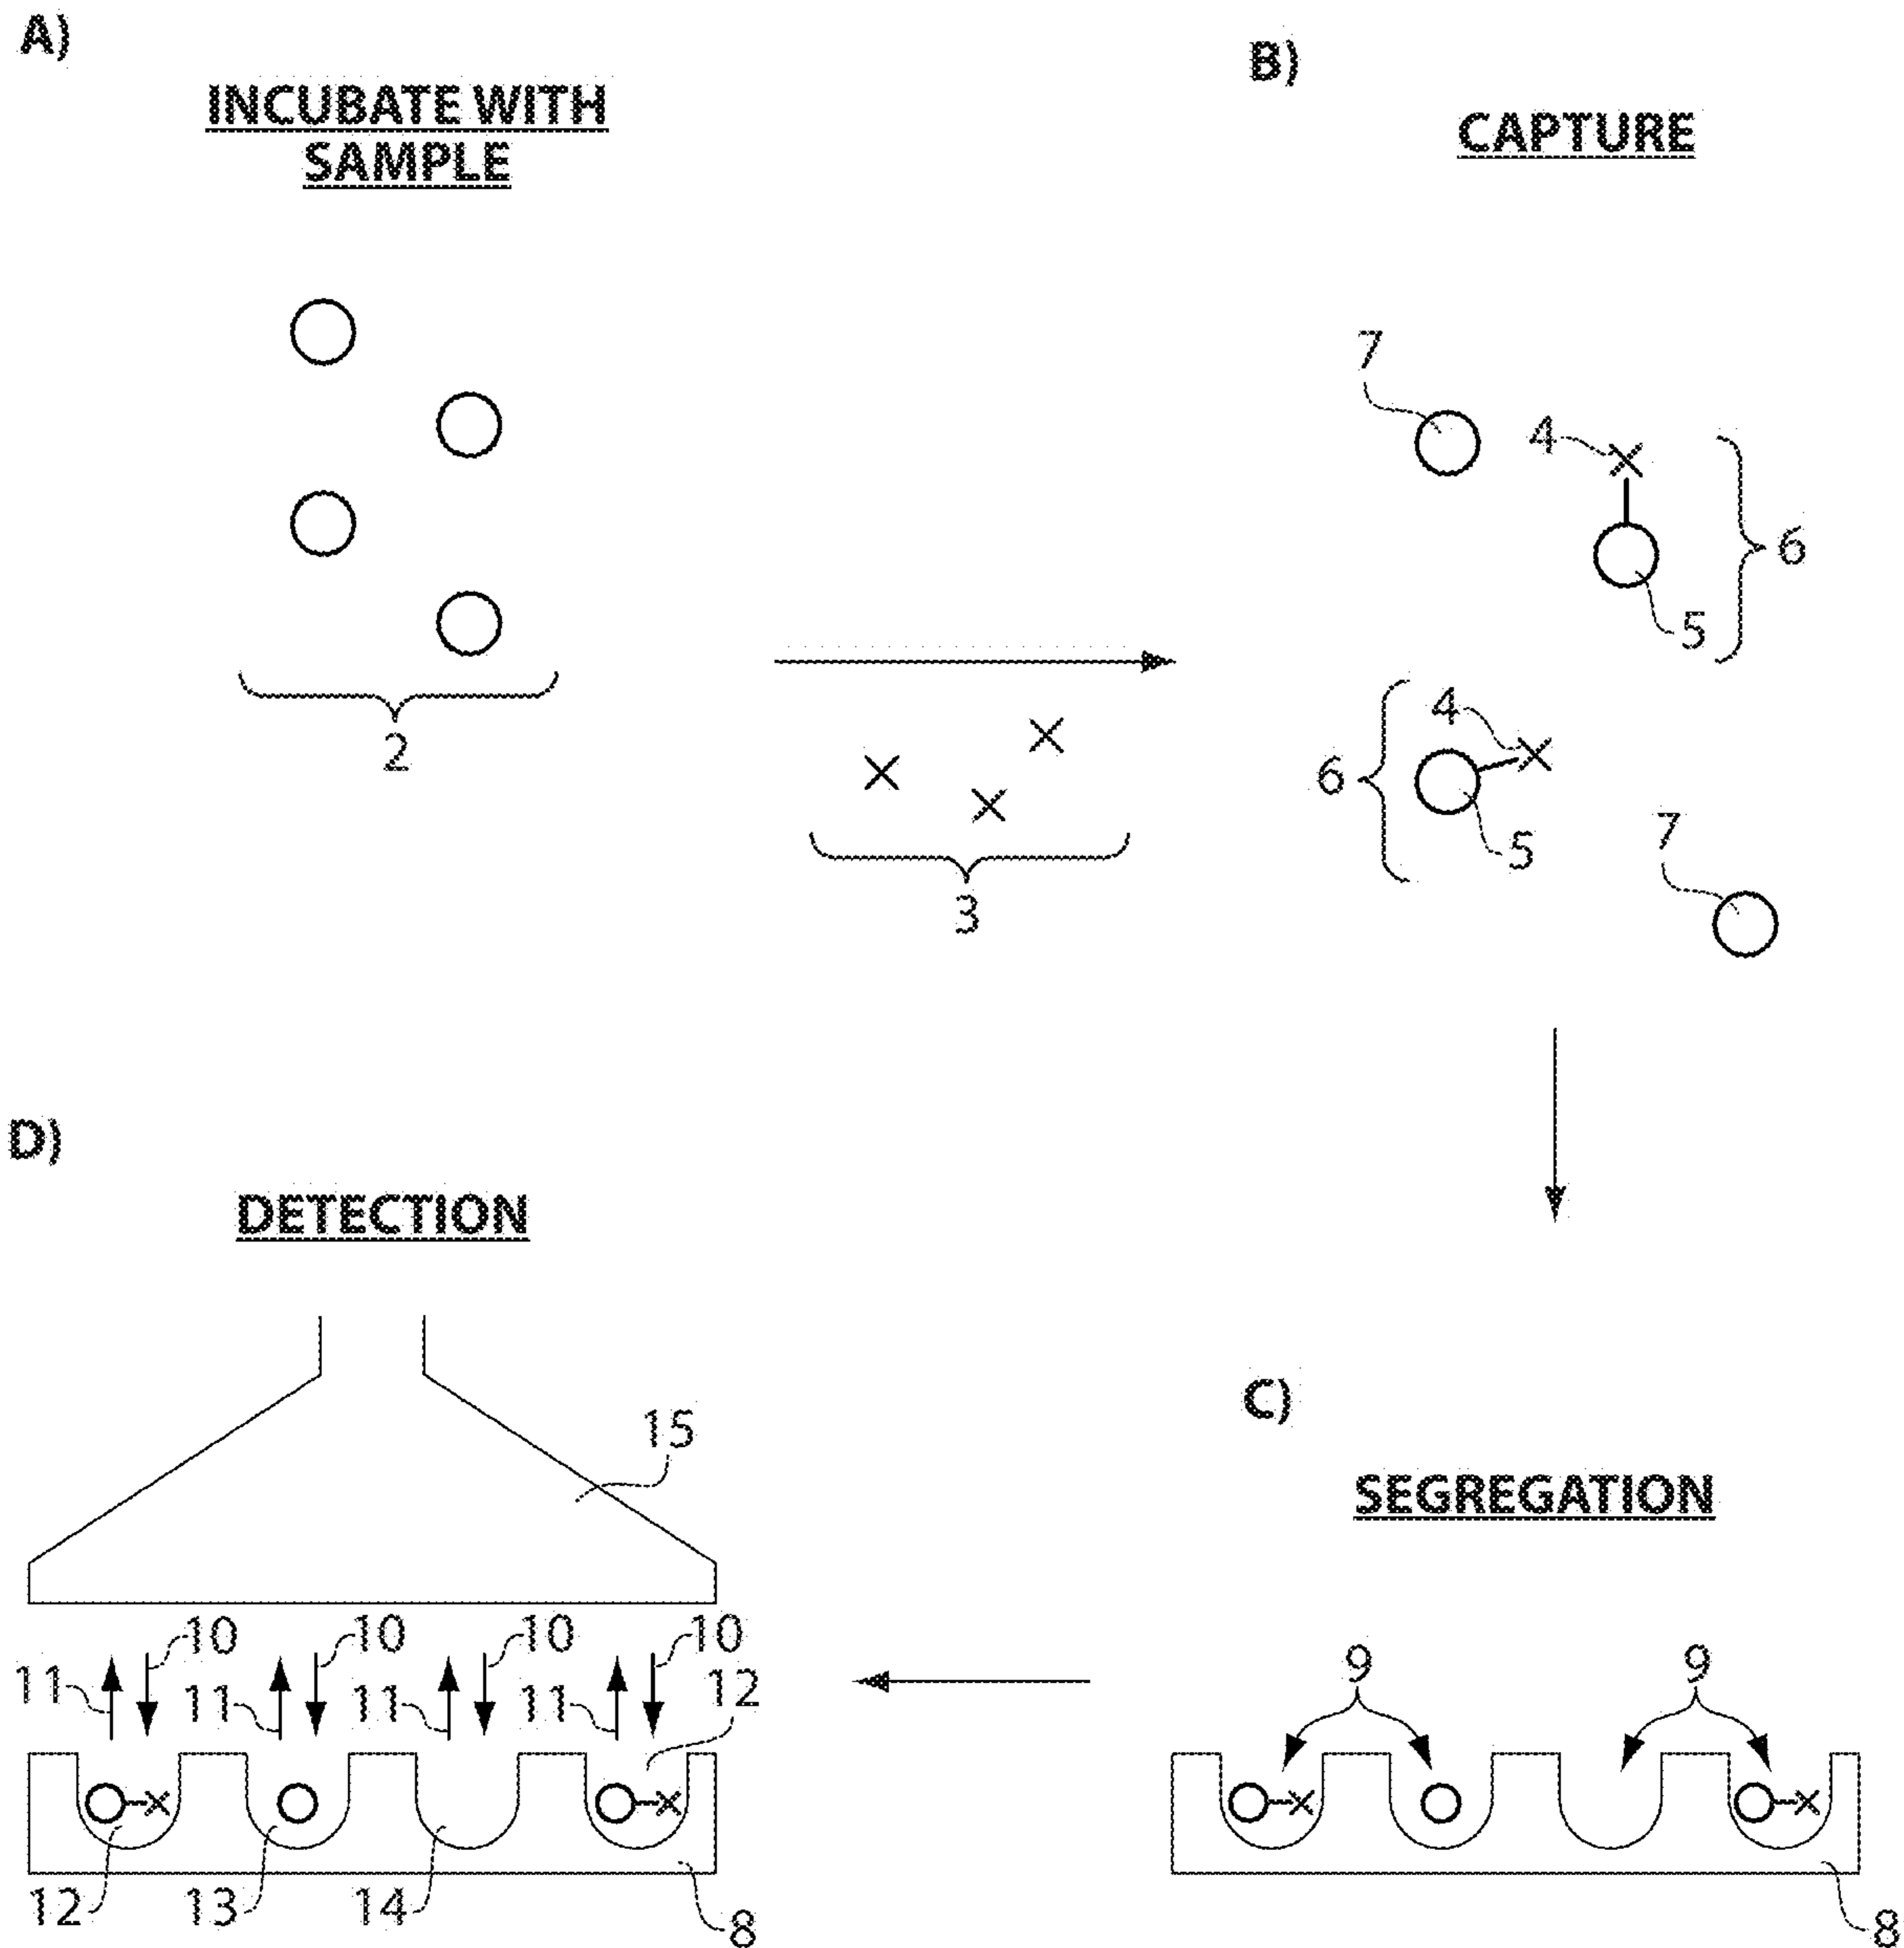 A)
INCUBATE WITH
SAMPLE
2
3
B)
CAPTURE
7
4
6
5
4
6
5
7
D)
DETECTION
15
10 10 10 10
11 11 11 11 12
12 13 14 8
C)
SEGREGATION
9 9
8